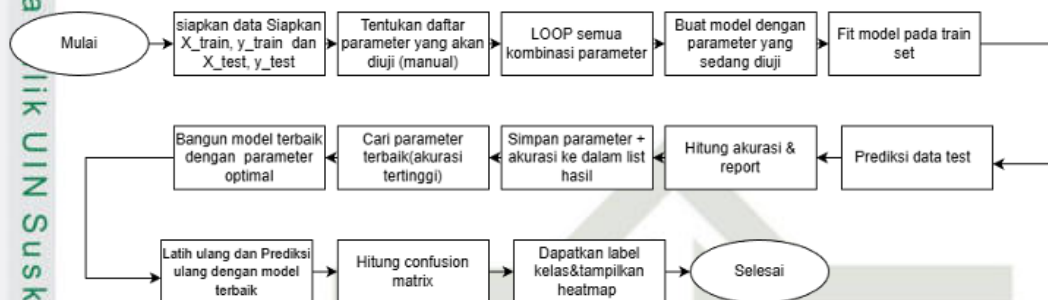 Mulai
siapkan data Siapkan
X_train, y_train dan
X_test, y_test
Tentukan daftar
parameter yang akan
diuji (manual)
LOOP semua
kombinasi parameter
Buat model dengan
parameter yang
sedang diuji
Fit model pada train
set
Prediksi data test
Hitung akurasi &
report
Simpan parameter +
akurasi ke dalam list
hasil
Cari parameter
terbaik(akurasi
tertinggi)
Bangun model terbaik
dengan parameter
optimal
Latih ulang dan Prediksi
ulang dengan model
terbaik
Hitung confusion
matrix
Dapatkan label
kelas&tampilkan
heatmap
Selesai
UIN